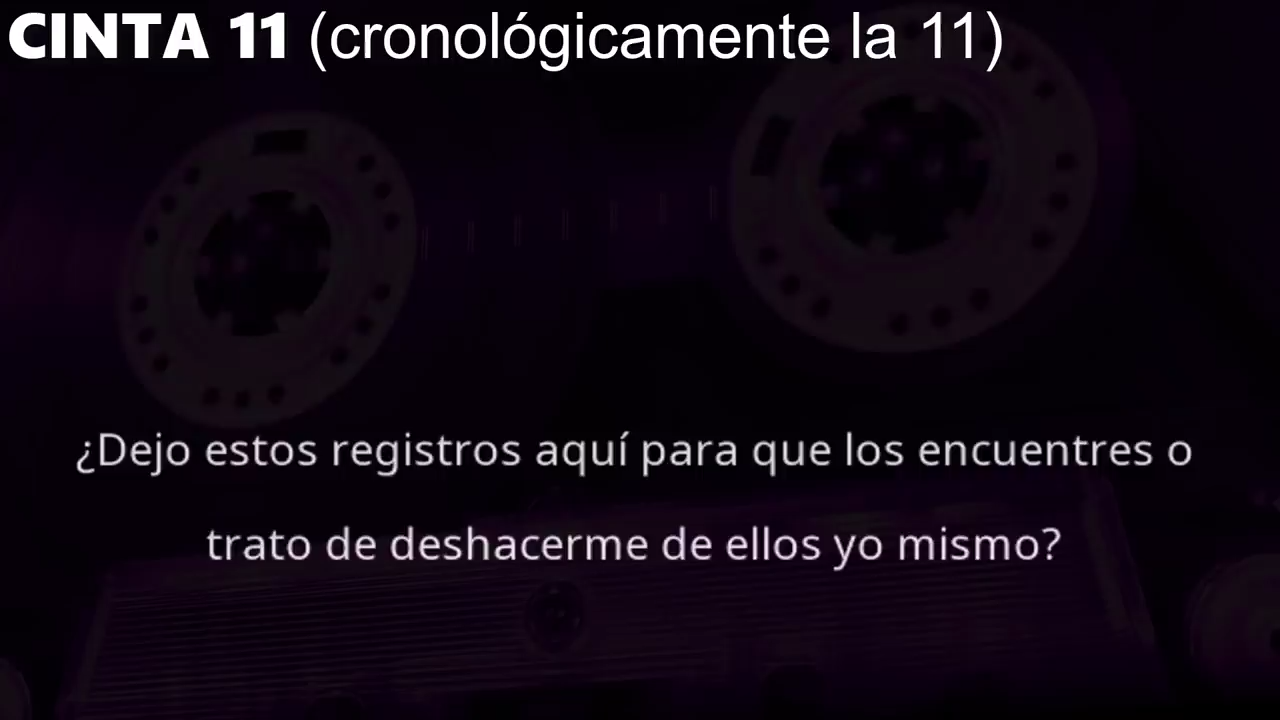 CINTA 11 (cronológicamente la 11)
¿Dejo estos registros aquí para que los encuentres o
trato de deshacerme de ellos yo mismo?